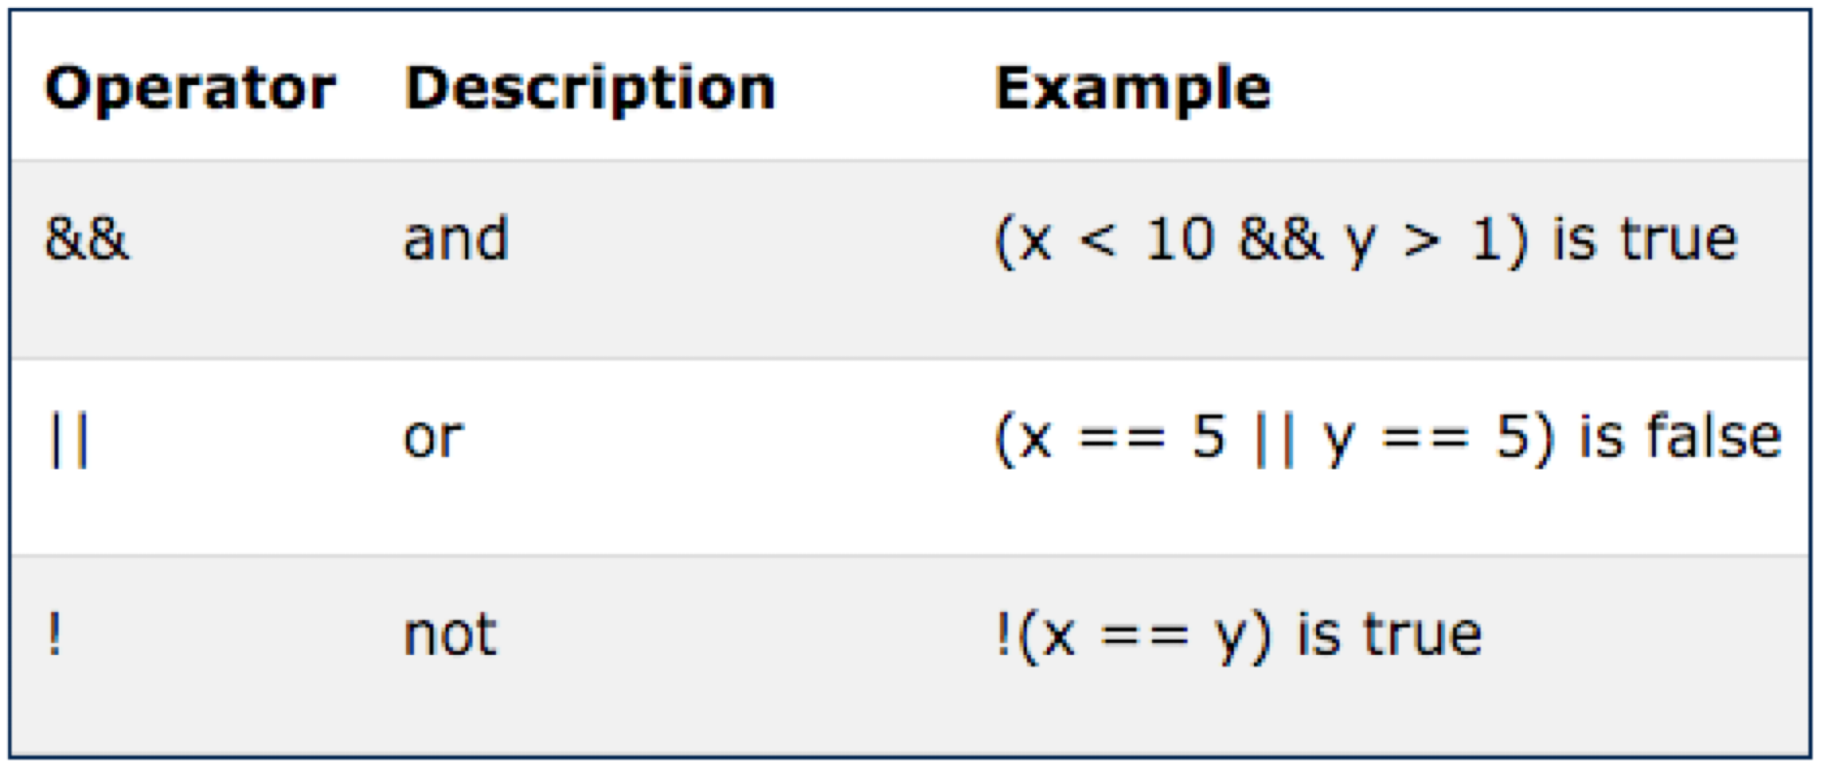 Operator Description Example
&& and (x < 10 && y > 1) is true
|| or (x == 5 || y == 5) is false
! not !(x == y) is true